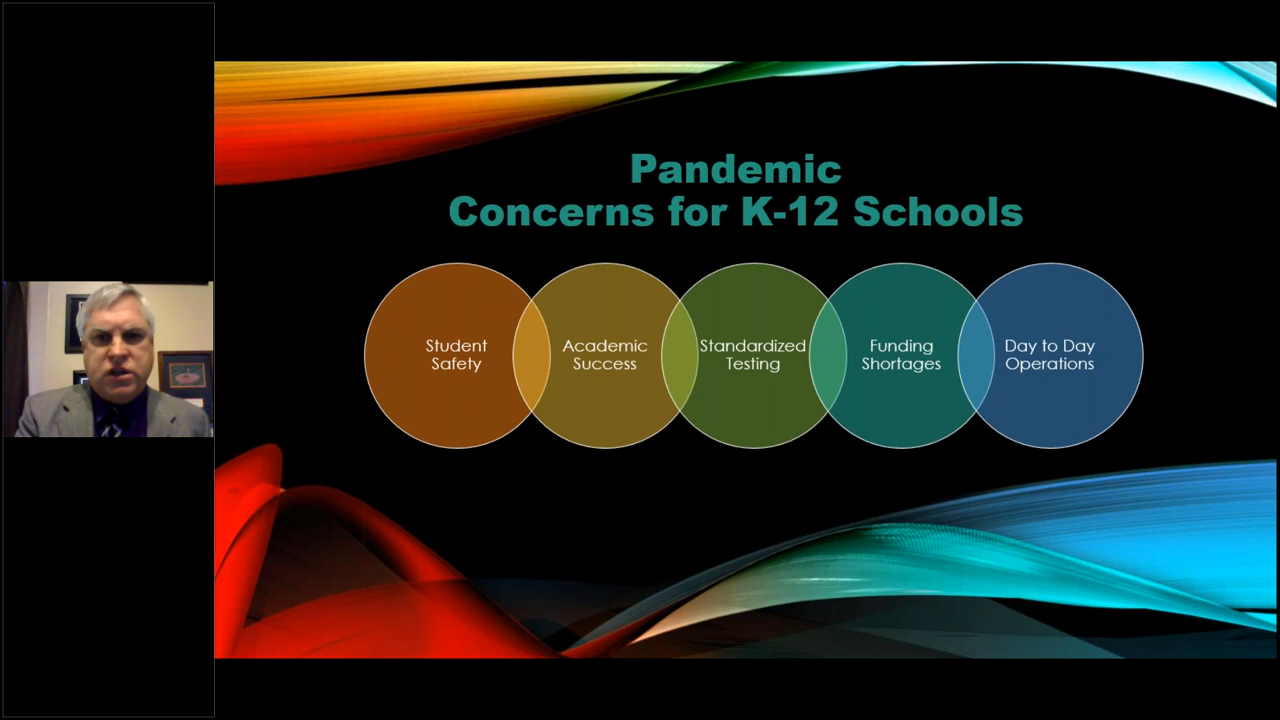 Pandemic
Concerns for K-12 Schools
Student
Safety
Academic
Success
Standardized
Testing
Funding
Shortages
Day to Day
Operations